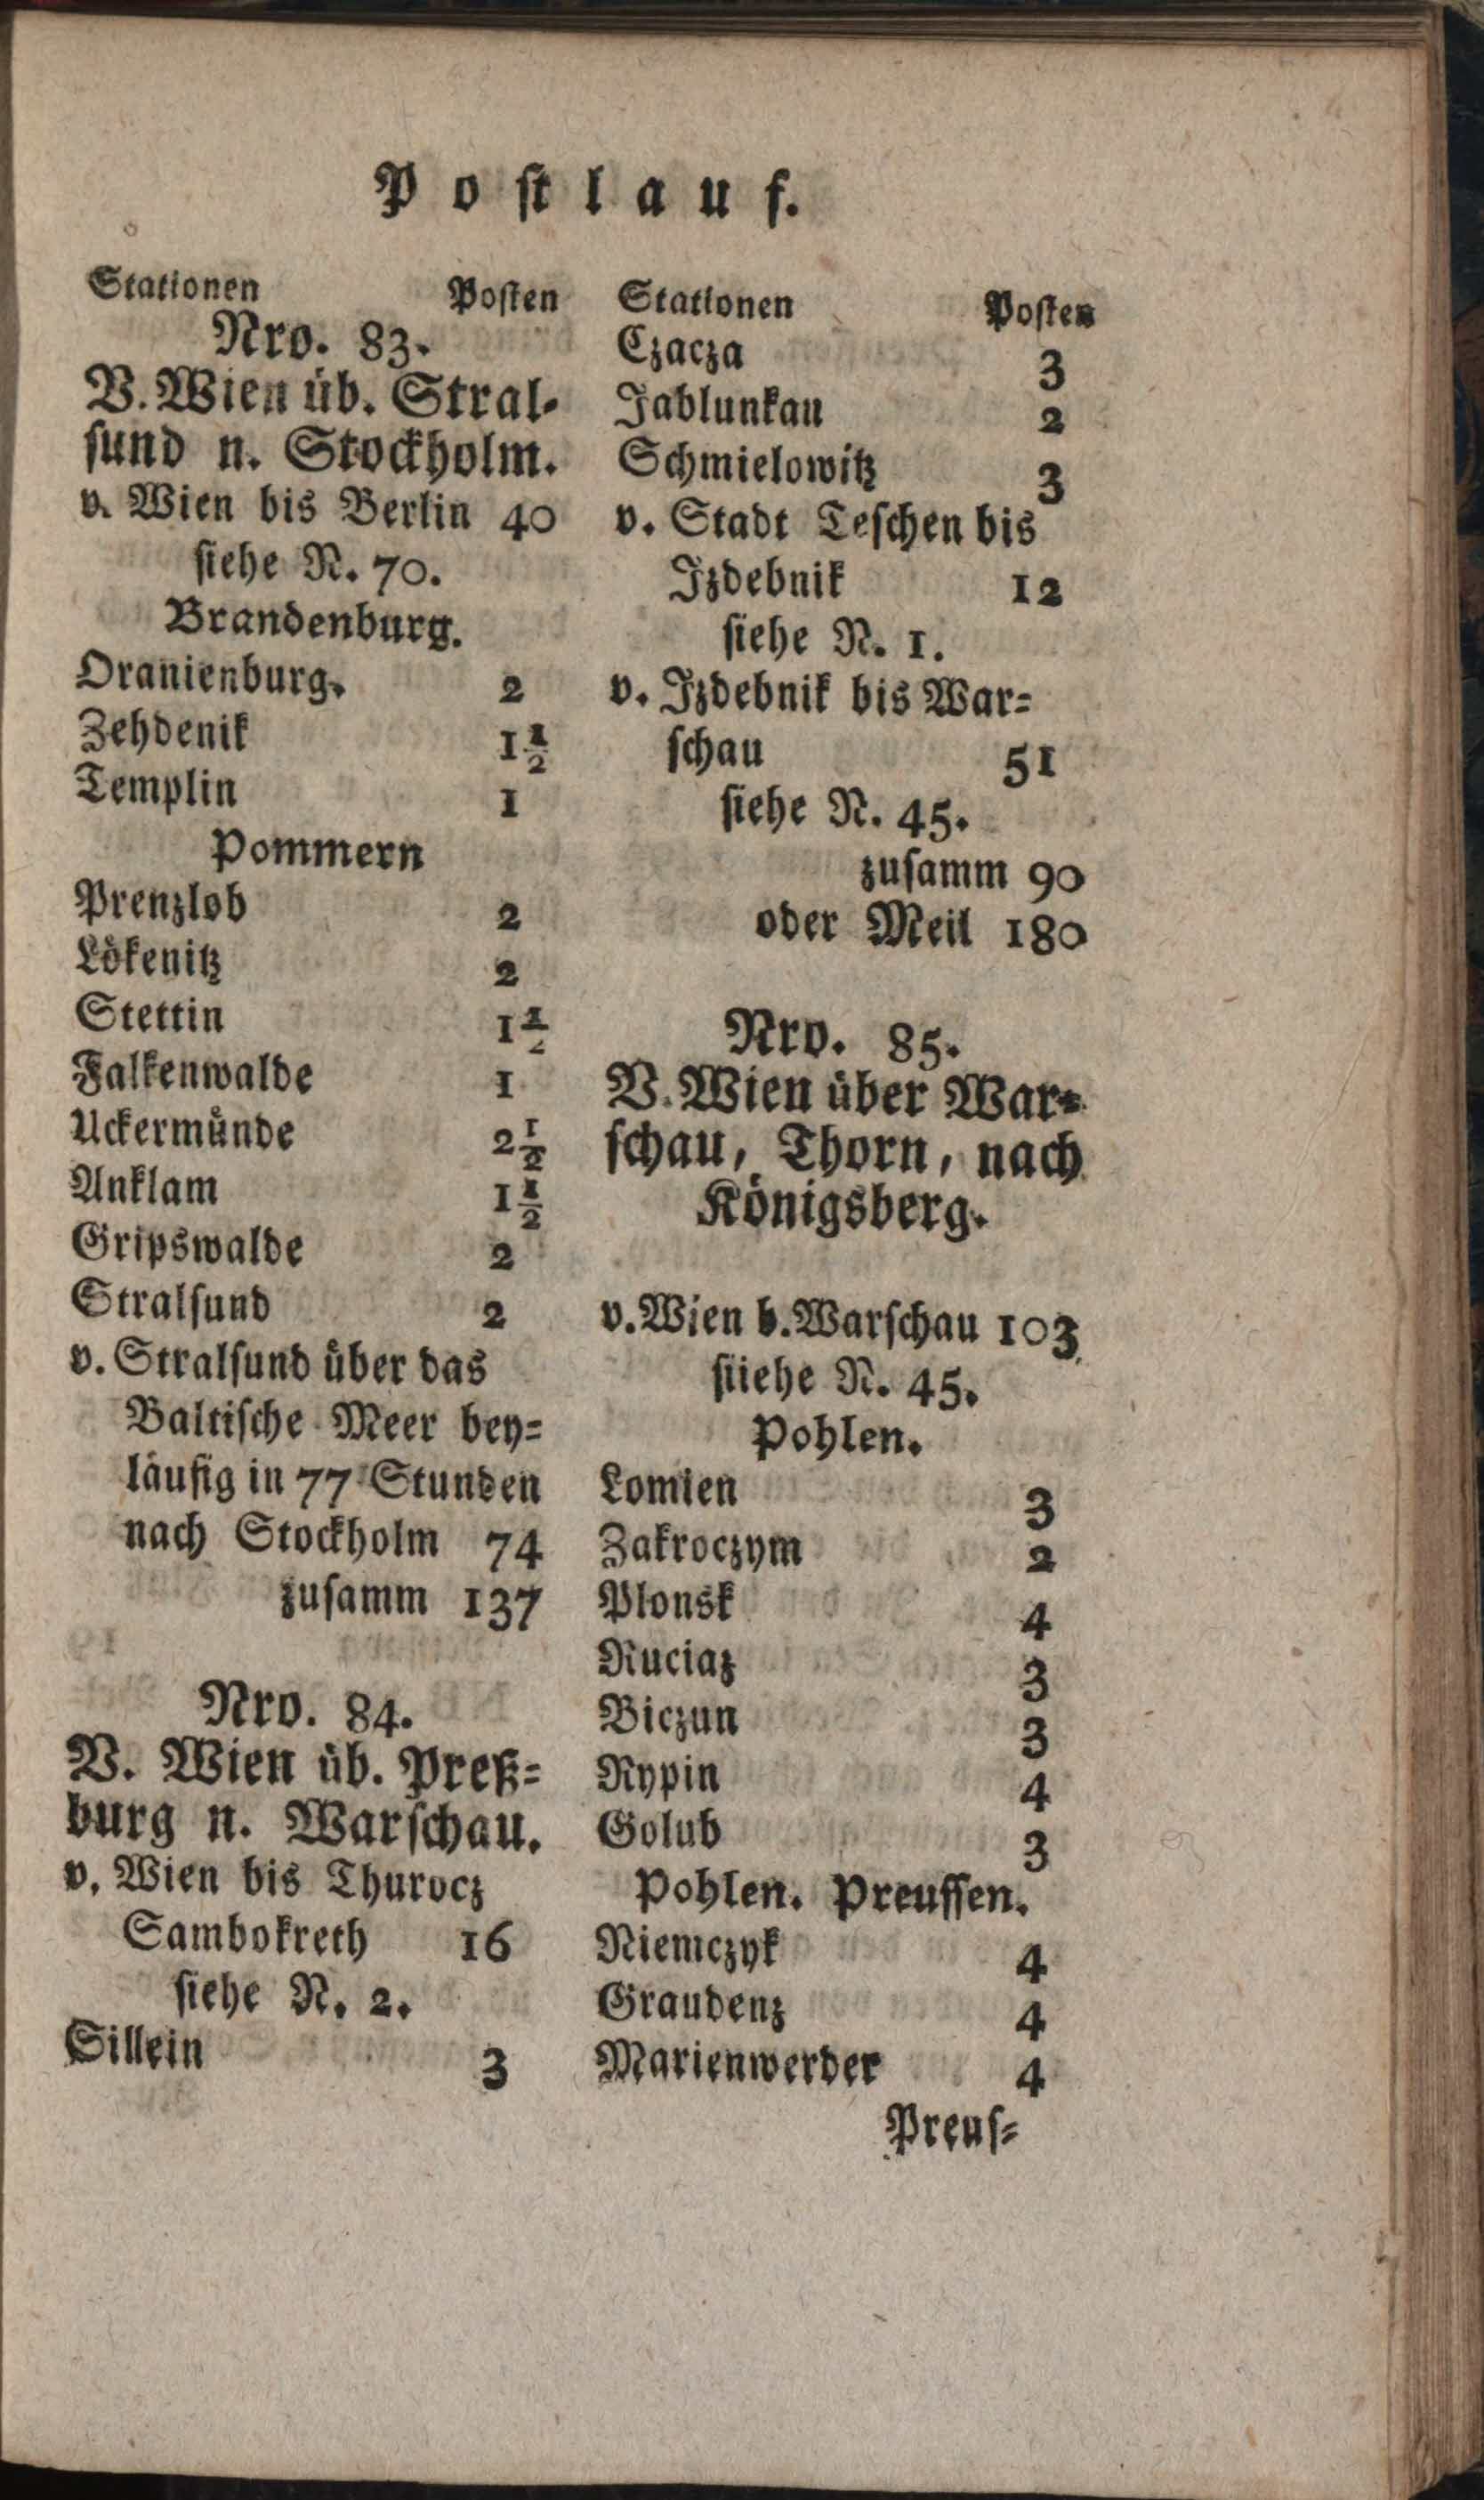 Postlauf.
Stationen Posten
Nro. 83.
V. Wien üb. Stral-
sund n. Stockholm.
v. Wien bis Berlin 40
siehe N. 70.
Brandenburg.
Oranienburg. 2
Zehdenik 1½
Templin 1
Pommern
Prenzlob 2
Lökenitz 2
Stettin 1½
Falkenwalde 1
Uckermünde 2½
Anklam 1½
Gripswalde 2
Stralsund 2
v. Stralsund über das
Baltische Meer bey-
läufig in 77 Stunden
nach Stockholm 74
zusamm 137
Nro. 84.
V. Wien üb. Preß-
burg n. Warschau.
v. Wien bis Thurocz
Sambokreth 16
siehe N. 2.
Sillein 3
Stationen Posten
Czacza 3
Jablunkau 2
Schmielowitz 3
v. Stadt Teschen bis
Izdebnik 12
siehe N. 1.
v. Izdebnik bis War-
schau 51
siehe N. 45.
zusamm 90
oder Meil 180
Nro. 85.
V. Wien über War-
schau, Thorn, nach
Königsberg.
v. Wien b. Warschau 103
siiehe N. 45.
Pohlen.
Lomien 3
Zakroczym 2
Plonsk 4
Ruciaz 3
Biczun 3
Rypin 4
Golub 3
Pohlen. Preussen.
Niemczyk 4
Graudenz 4
Marienwerder 4
Preus-